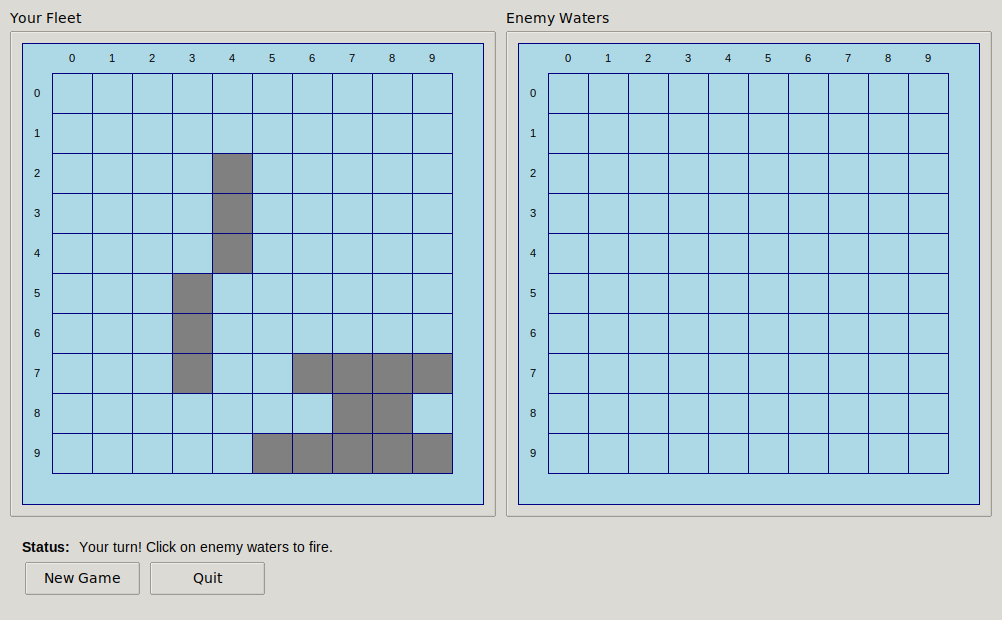 Your Fleet
Enemy Waters
0 1 2 3 4 5 6 7 8 9
0 1 2 3 4 5 6 7 8 9
0 0
1 1
2 2
3 3
4 4
5 5
6 6
7 7
8 8
9 9
Status: Your turn! Click on enemy waters to fire.
New Game
Quit